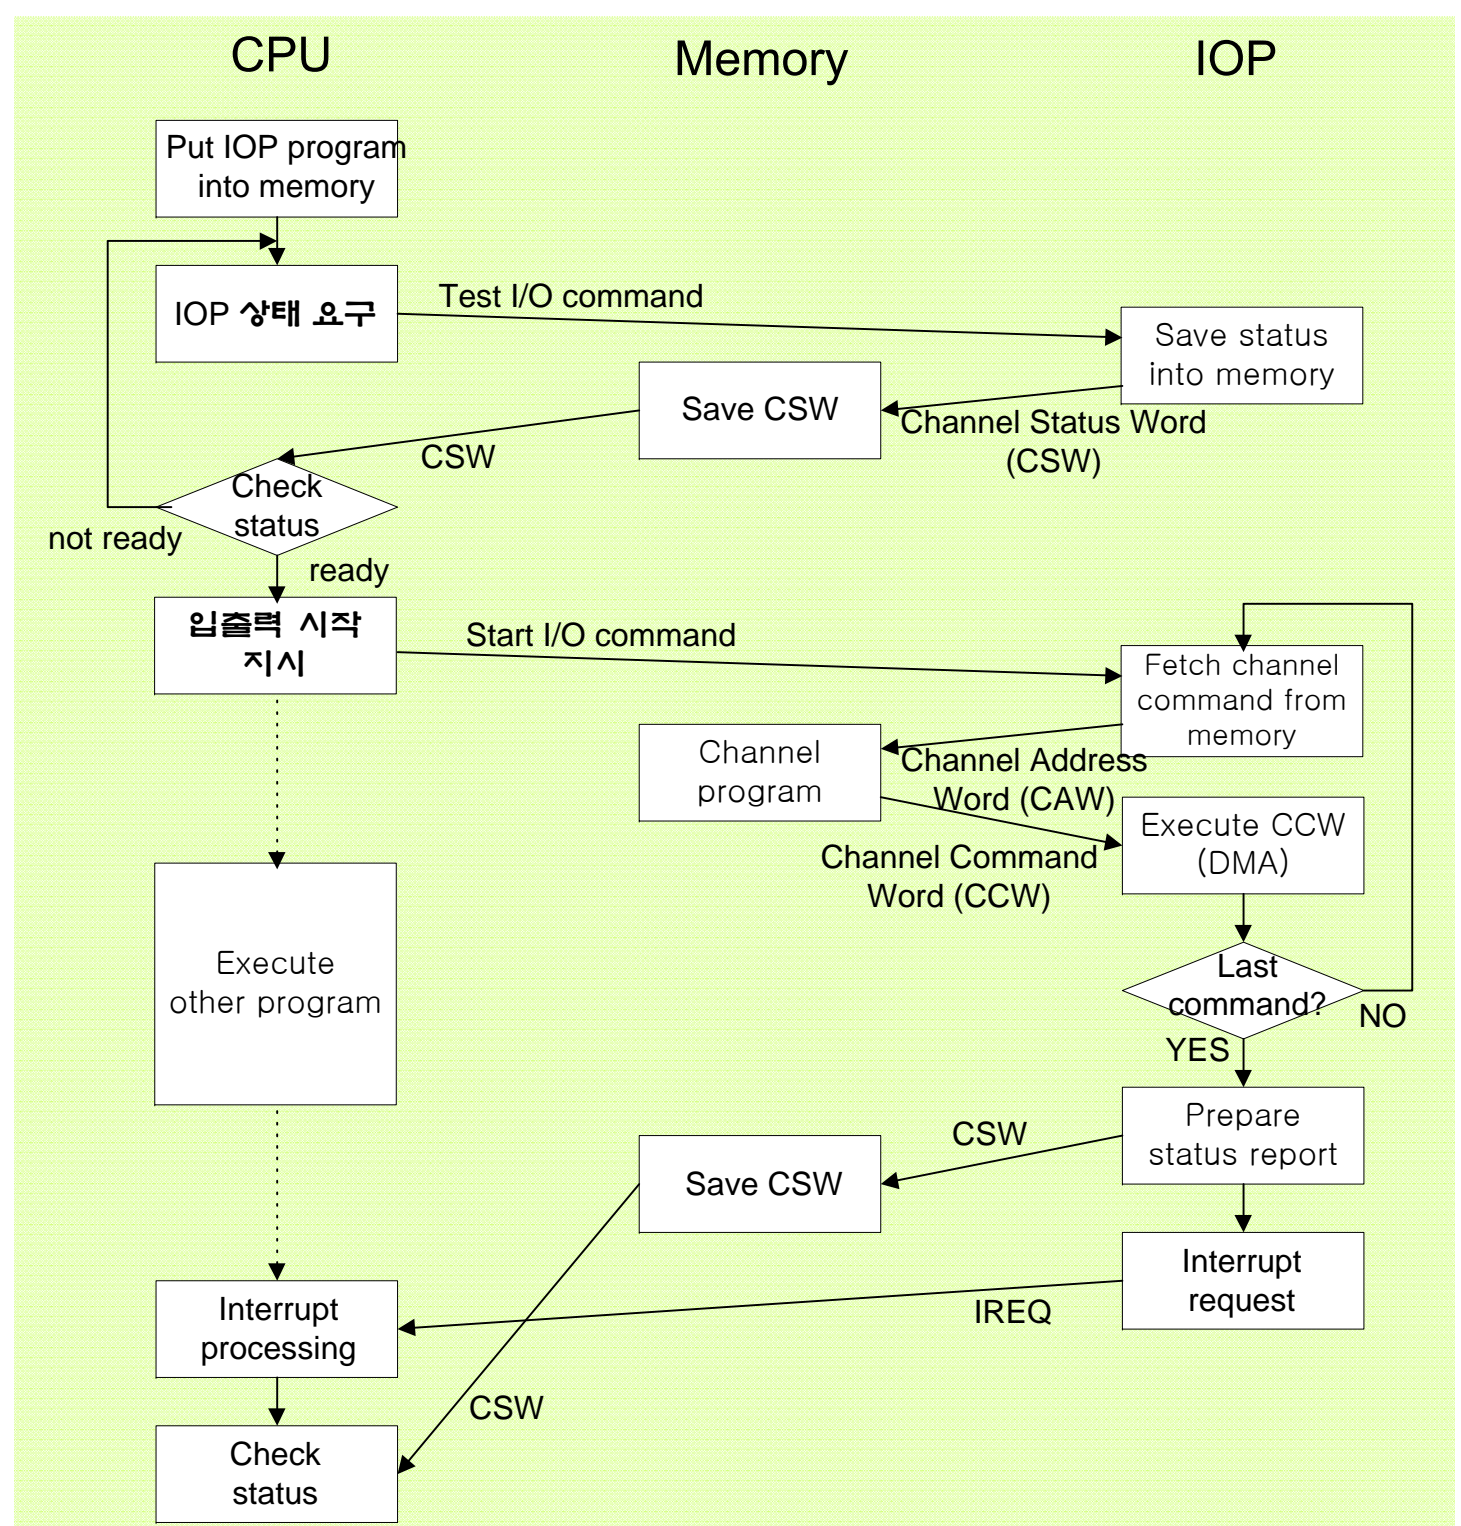 CPU
Memory
IOP
Put IOP program
into memory
IOP 상태 요구
Test I/O command
Save status
into memory
Save CSW
Channel Status Word
(CSW)
CSW
Check
status
not ready
ready
입출력 시작
지시
Start I/O command
Fetch channel
command from
memory
Channel
program
Channel Address
Word (CAW)
Execute CCW
(DMA)
Channel Command
Word (CCW)
Execute
other program
Last
command?
NO
YES
Prepare
status report
CSW
Save CSW
Interrupt
request
Interrupt
processing
IREQ
CSW
Check
status